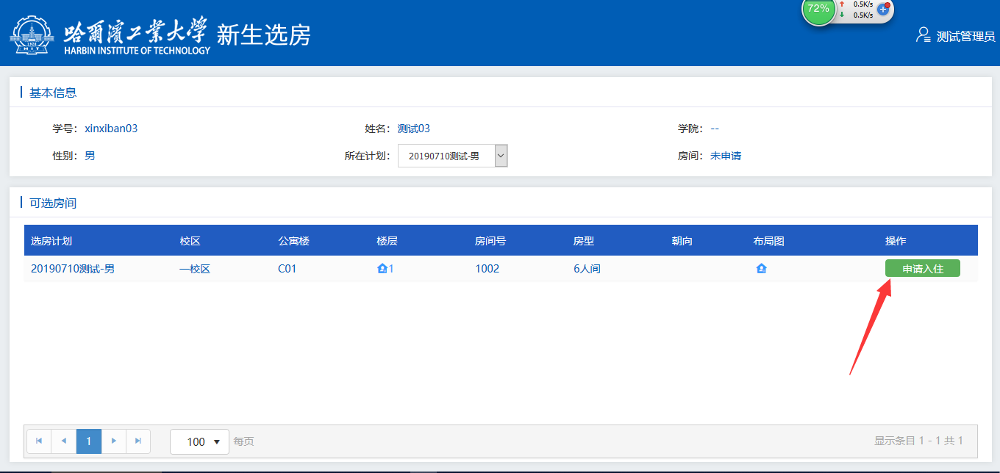 72%
0.5K/s
0.5K/s
哈爾濱工業大學
HARBIN INSTITUTE OF TECHNOLOGY
新生选房
测试管理员
基本信息
学号： xinxiban03 姓名： 测试03 学院： --
性别： 男 所在计划： 20190710测试-男 房间： 未申请
可选房间
选房计划 校区 公寓楼 楼层 房间号 房型 朝向 布局图 操作
20190710测试-男 一校区 C01 1 1002 6人间 申请入住
1 100 每页 显示条目 1 - 1 共 1